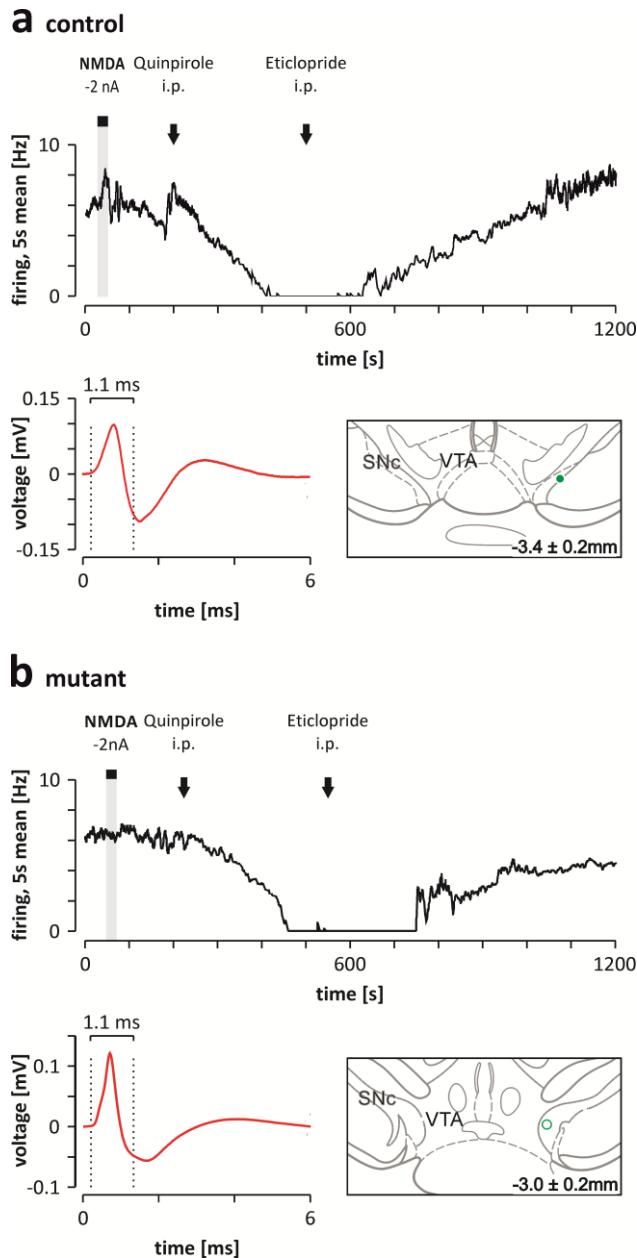 a control
NMDA Quinpirole Eticlopride
-2 nA i.p. i.p.
10
firing, 5s mean [Hz]
0
0 600 1200
time [s]
1.1 ms
0.15
voltage [mV]
0
-0.15
0 6
time [ms]
SNc VTA
-3.4 ± 0.2mm
b mutant
NMDA Quinpirole Eticlopride
-2nA i.p. i.p.
10
firing, 5s mean [Hz]
0
0 600 1200
time [s]
1.1 ms
0.1
voltage [mV]
0
-0.1
0 6
time [ms]
SNc VTA
-3.0 ± 0.2mm